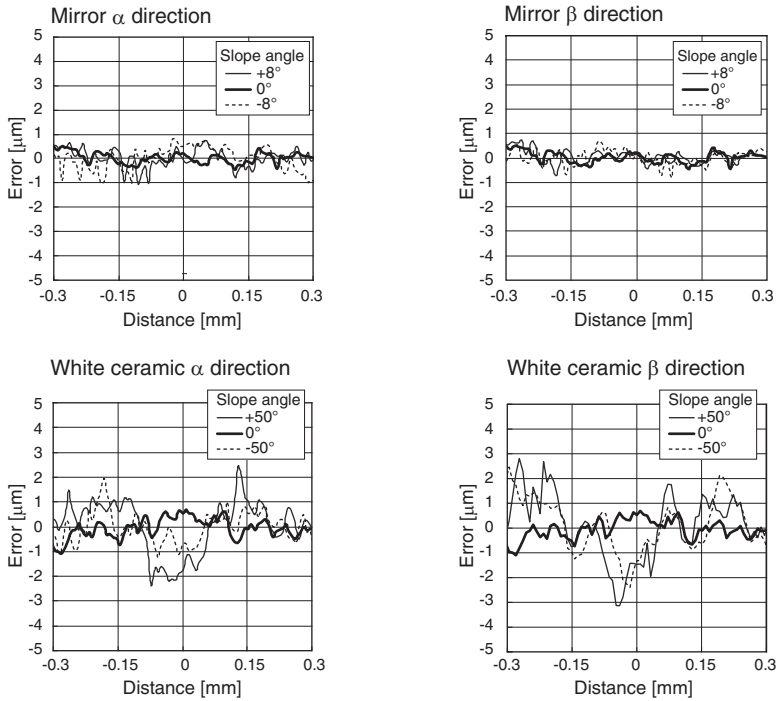 Mirror α direction
Error [μm]
5
4
3
2
1
0
-1
-2
-3
-4
-5
Slope angle
+8°
0°
-8°
-0.3 -0.15 0 0.15 0.3
Distance [mm]
Mirror β direction
Error [μm]
5
4
3
2
1
0
-1
-2
-3
-4
-5
Slope angle
+8°
0°
-8°
-0.3 -0.15 0 0.15 0.3
Distance [mm]
White ceramic α direction
Error [μm]
5
4
3
2
1
0
-1
-2
-3
-4
-5
Slope angle
+50°
0°
-50°
-0.3 -0.15 0 0.15 0.3
Distance [mm]
White ceramic β direction
Error [μm]
5
4
3
2
1
0
-1
-2
-3
-4
-5
Slope angle
+50°
0°
-50°
-0.3 -0.15 0 0.15 0.3
Distance [mm]